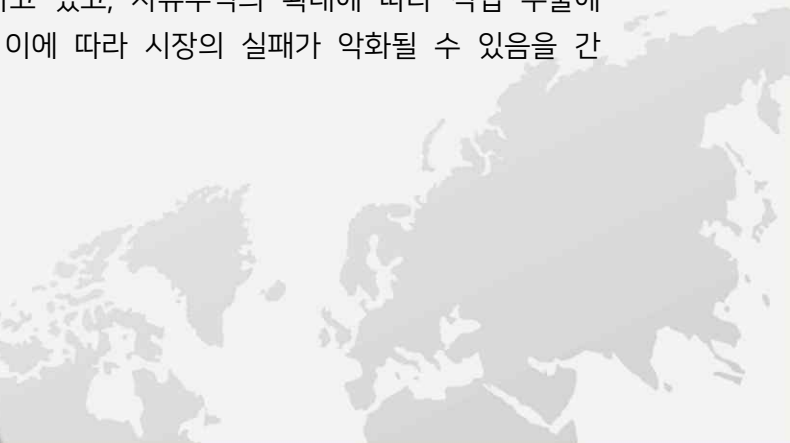 있고, 자유무역의 확대에 따라 직접 수출에
이에 따라 시장의 실패가 악화될 수 있음을 간